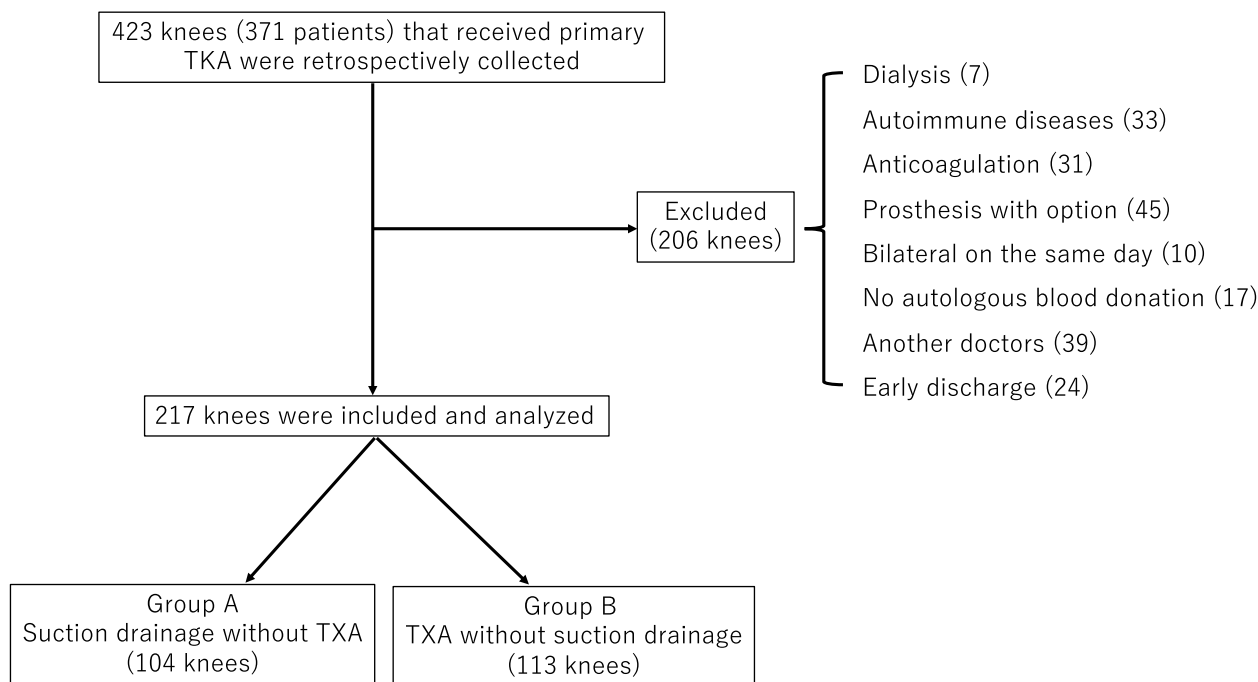 423 knees (371 patients) that received primary
TKA were retrospectively collected
Excluded
(206 knees)
Dialysis (7)
Autoimmune diseases (33)
Anticoagulation (31)
Prosthesis with option (45)
Bilateral on the same day (10)
No autologous blood donation (17)
Another doctors (39)
Early discharge (24)
217 knees were included and analyzed
Group A
Suction drainage without TXA
(104 knees)
Group B
TXA without suction drainage
(113 knees)